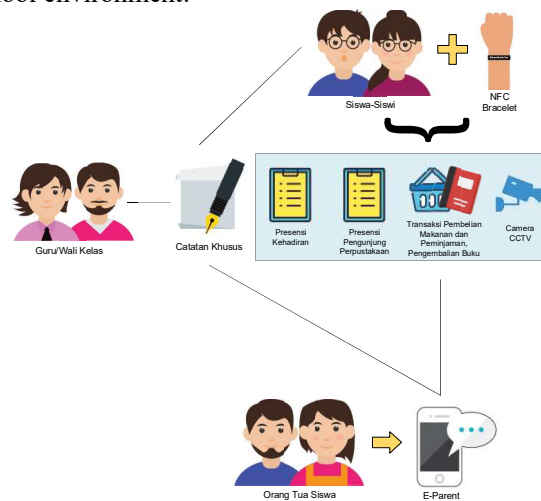 oor environment.
Siswa-Siswi
NFC
Bracelet
Guru/Wali Kelas
Catatan Khusus
Presensi
Kehadiran
Presensi
Pengunjung
Perpustakaan
Transaksi Pembelian
Makanan dan
Peminjaman,
Pengembalian Buku
Camera
CCTV
Orang Tua Siswa
E-Parent